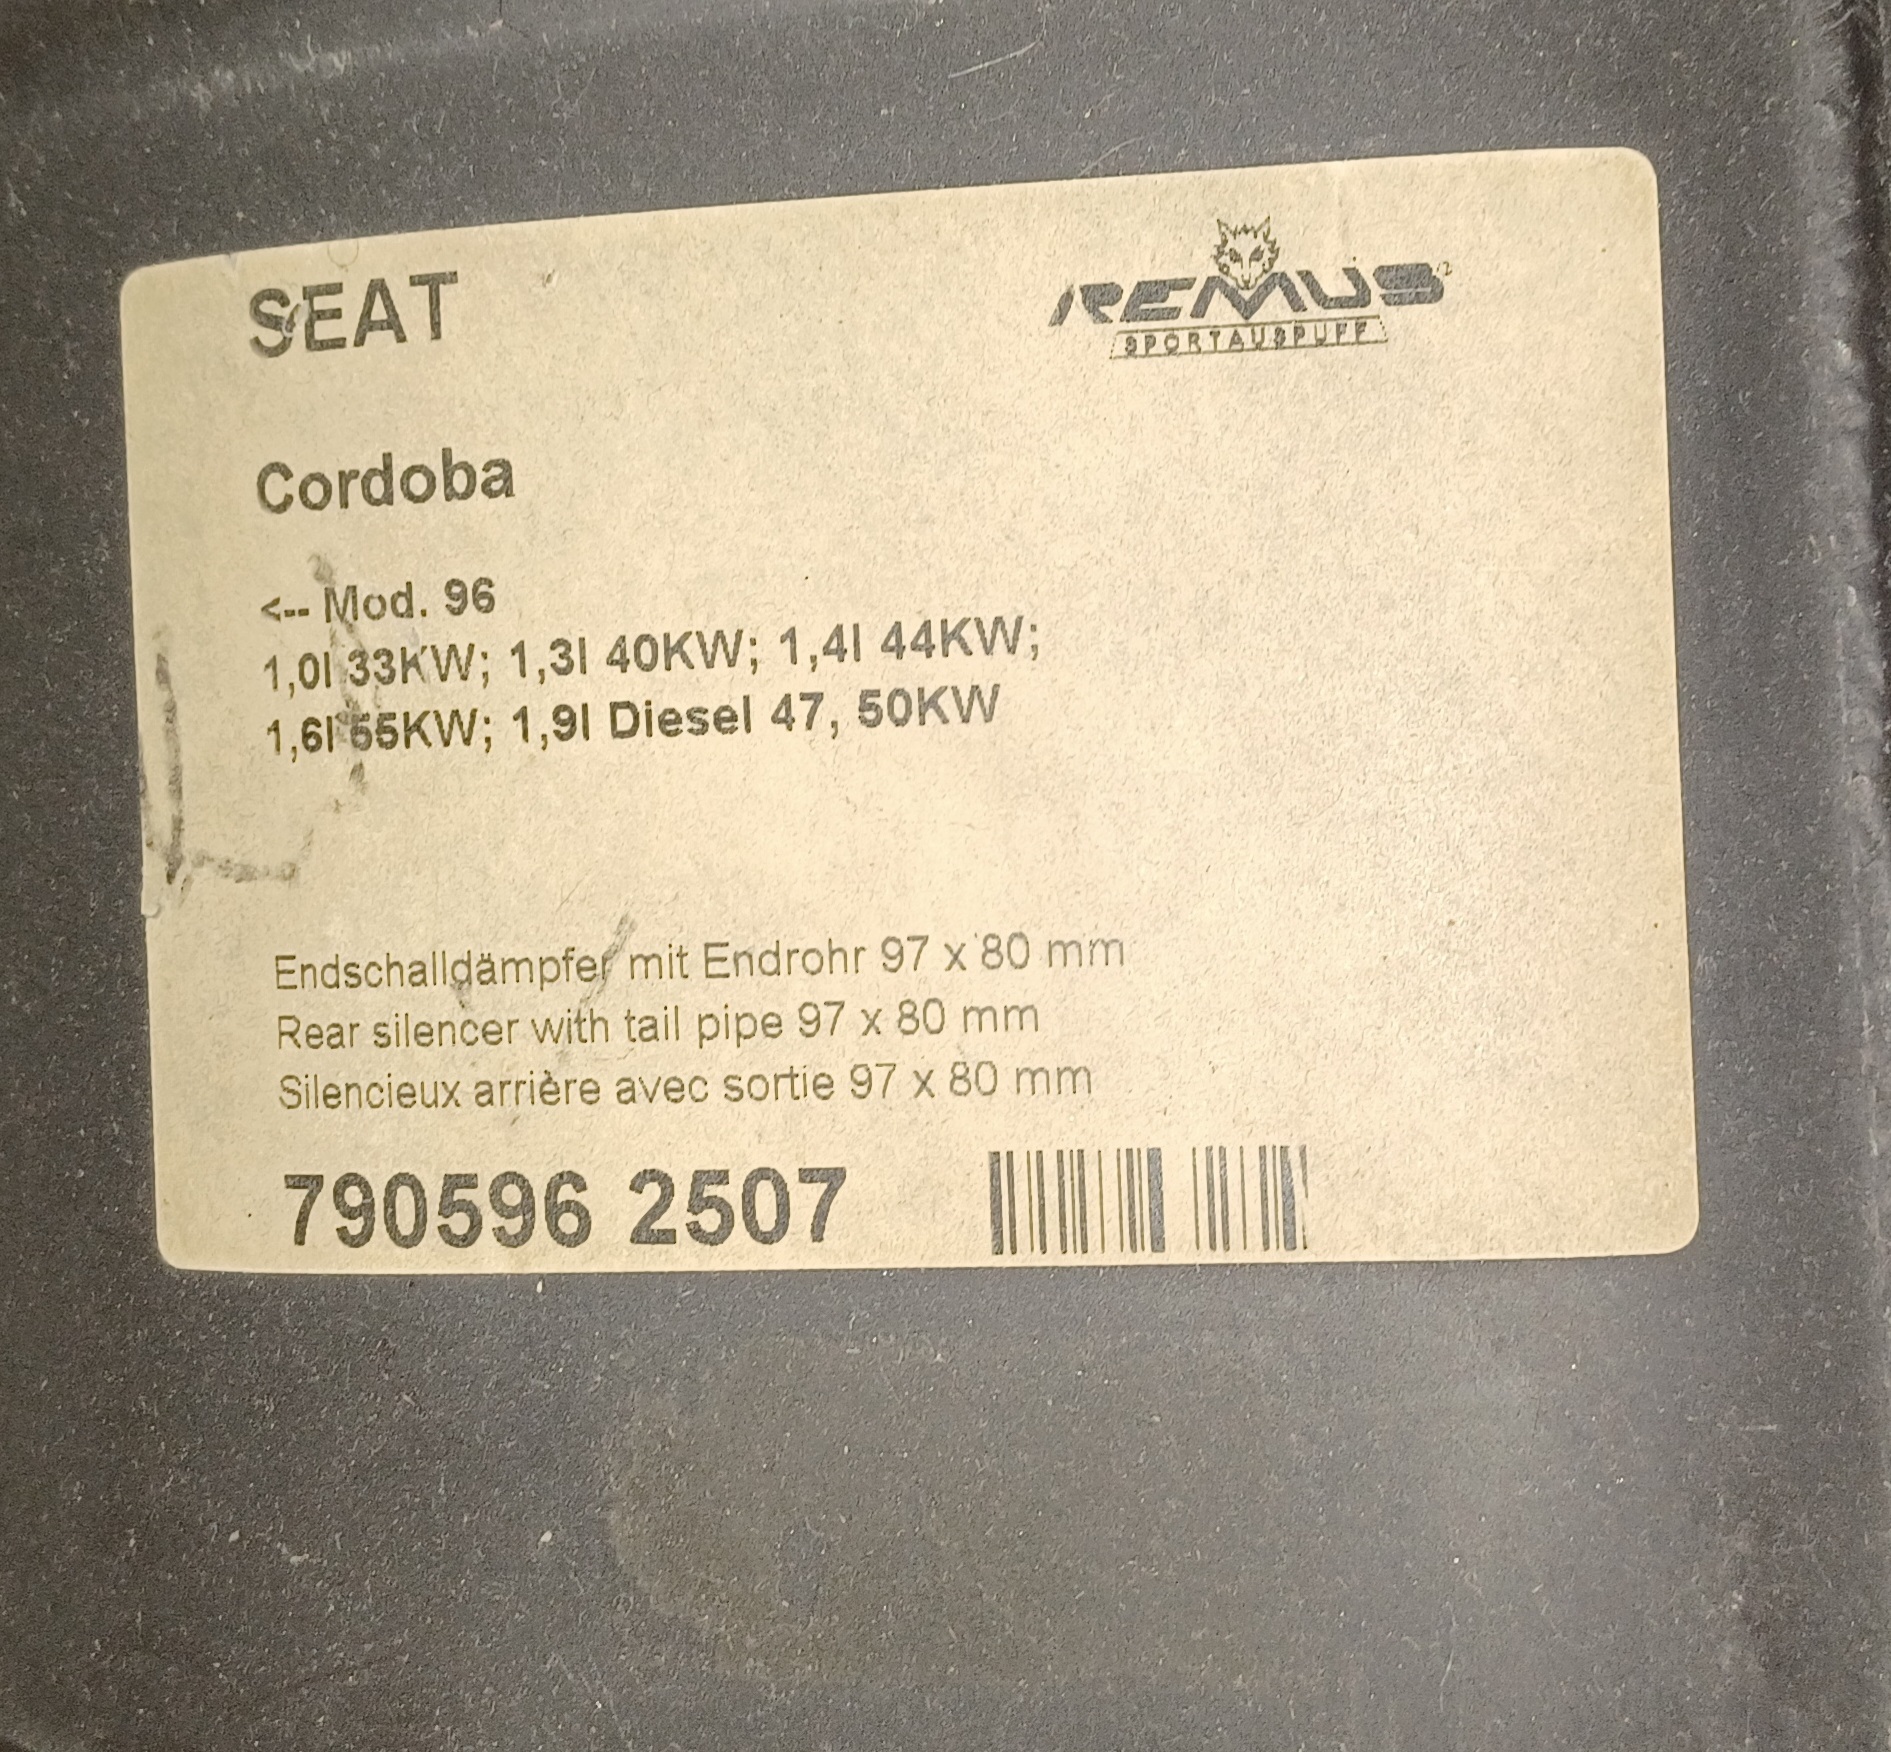 SEAT
REMUS
SPORTAUSPUFF
Cordoba
<-- Mod. 96
1,0l 33KW; 1,3l 40KW; 1,4l 44KW;
1,6l 55KW; 1,9l Diesel 47, 50KW
Endschalldämpfer mit Endrohr 97 x 80 mm
Rear silencer with tail pipe 97 x 80 mm
Silencieux arrière avec sortie 97 x 80 mm
790596 2507